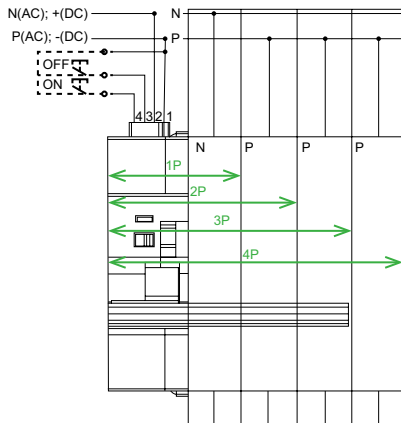 N(AC); +(DC) N
P(AC); -(DC) P
OFF
ON
4 3 2 1
N P P P
1P
2P
3P
4P